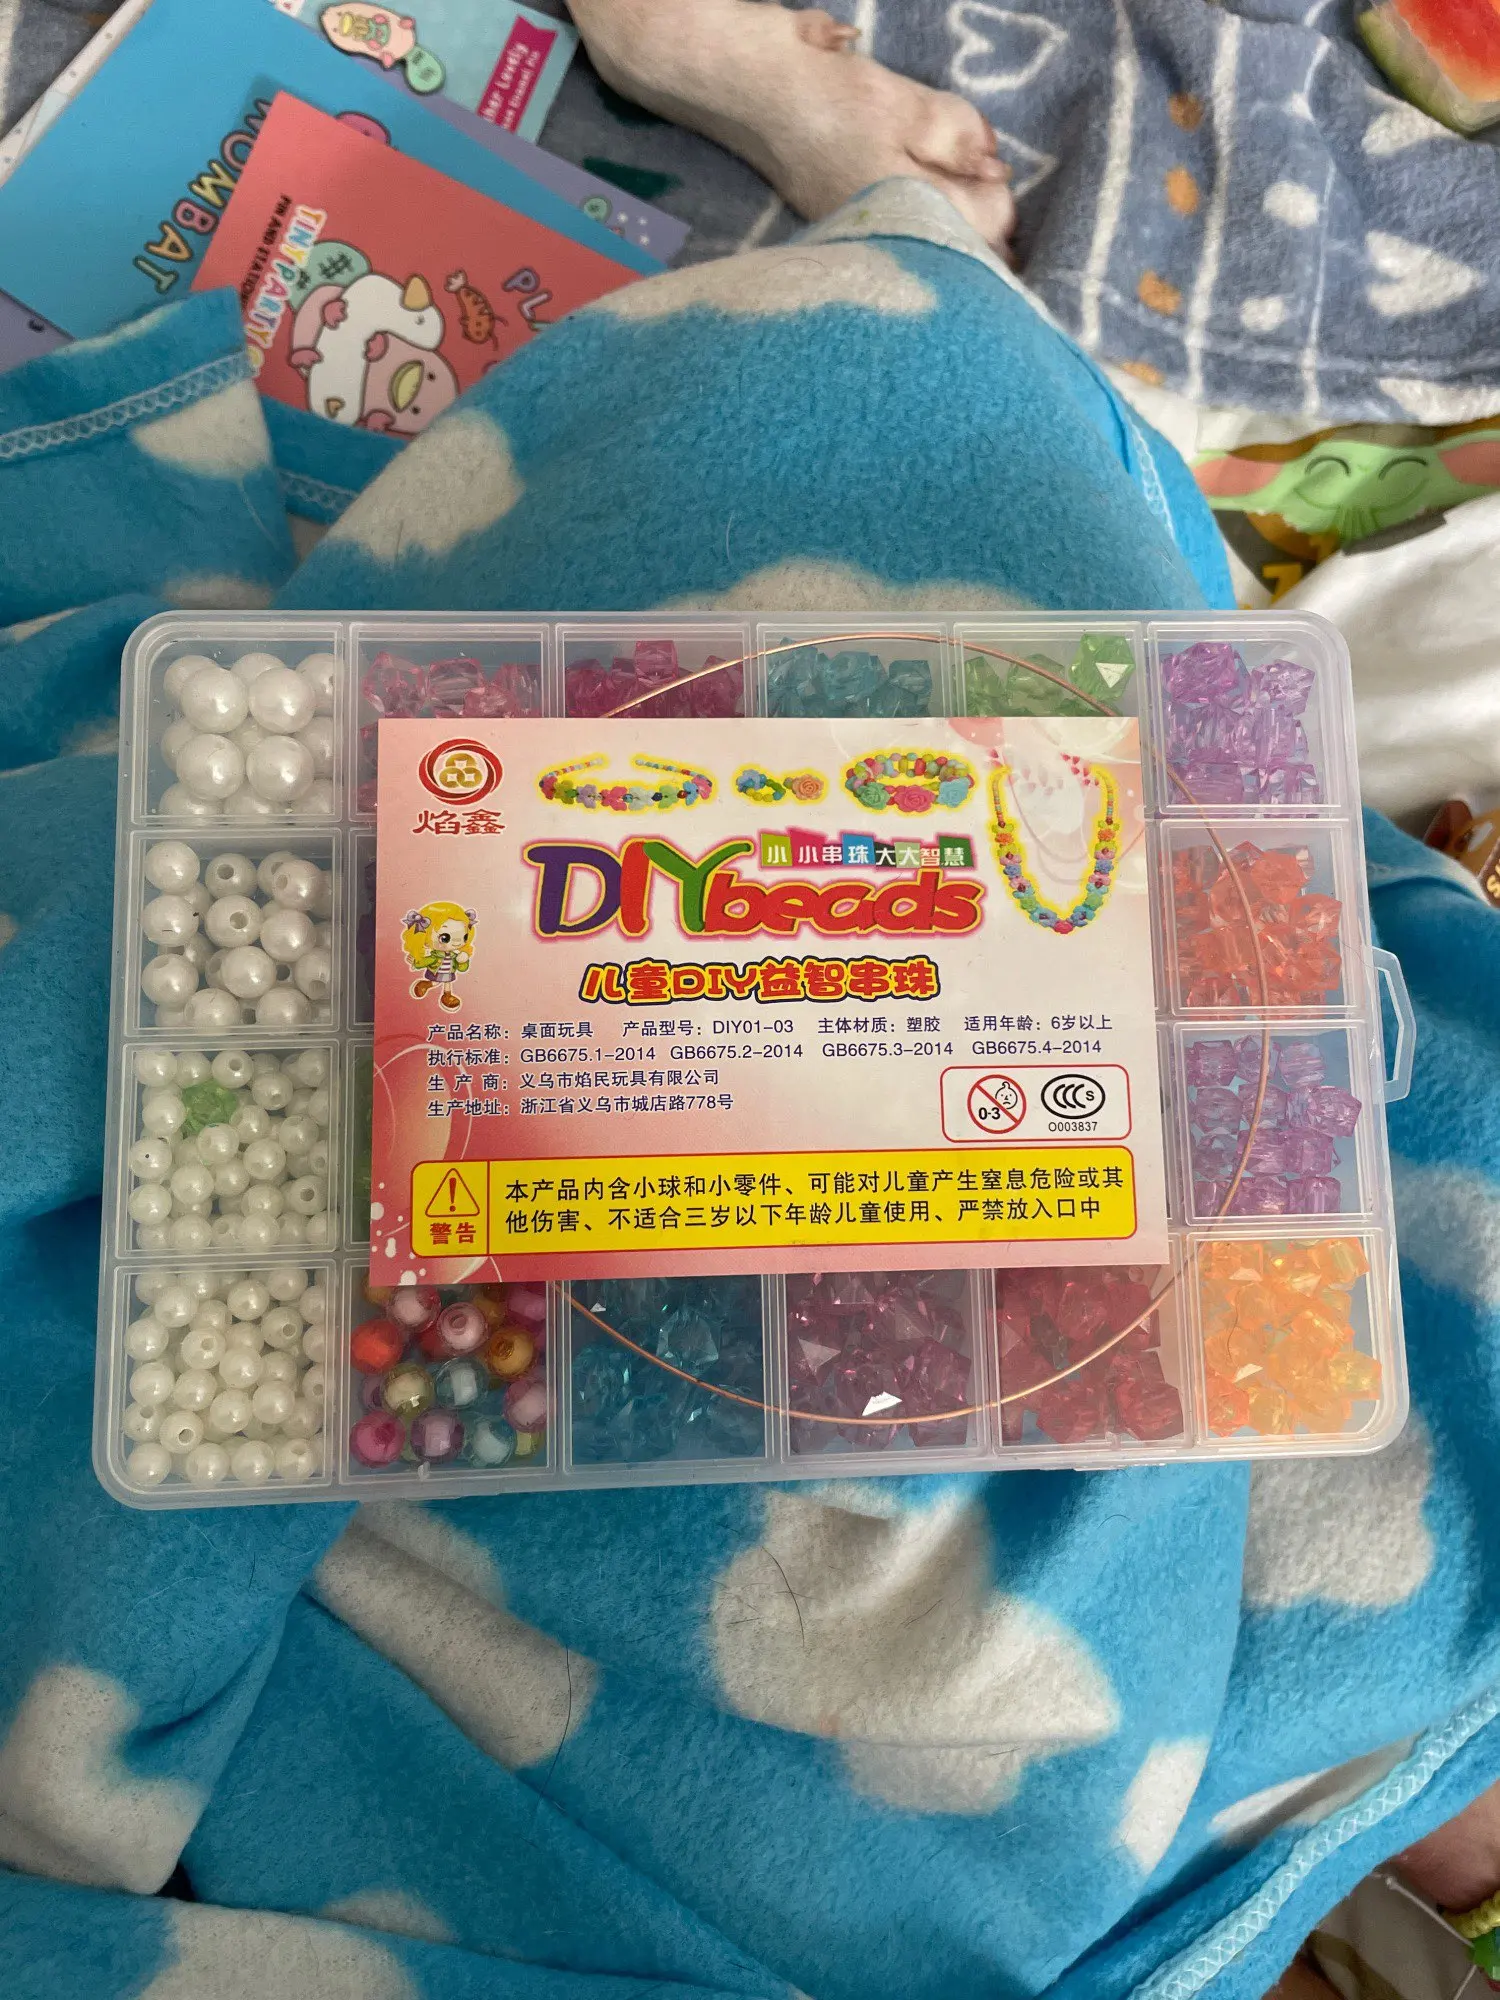 her Lovely
WOMBAT
TINY PARTY
PIN AND STATION
PL
焰鑫
小小串珠大大智慧
DIYbeads
儿童DIY益智串珠
产品名称：桌面玩具 产品型号：DIY01-03 主体材质：塑胶 适用年龄：6岁以上
执行标准：GB6675.1-2014 GB6675.2-2014 GB6675.3-2014 GB6675.4-2014
生产商：义乌市焰民玩具有限公司
生产地址：浙江省义乌市城店路778号
0-3
CCC S
0003837
警告
本产品内含小球和小零件、可能对儿童产生窒息危险或其
他伤害、不适合三岁以下年龄儿童使用、严禁放入口中